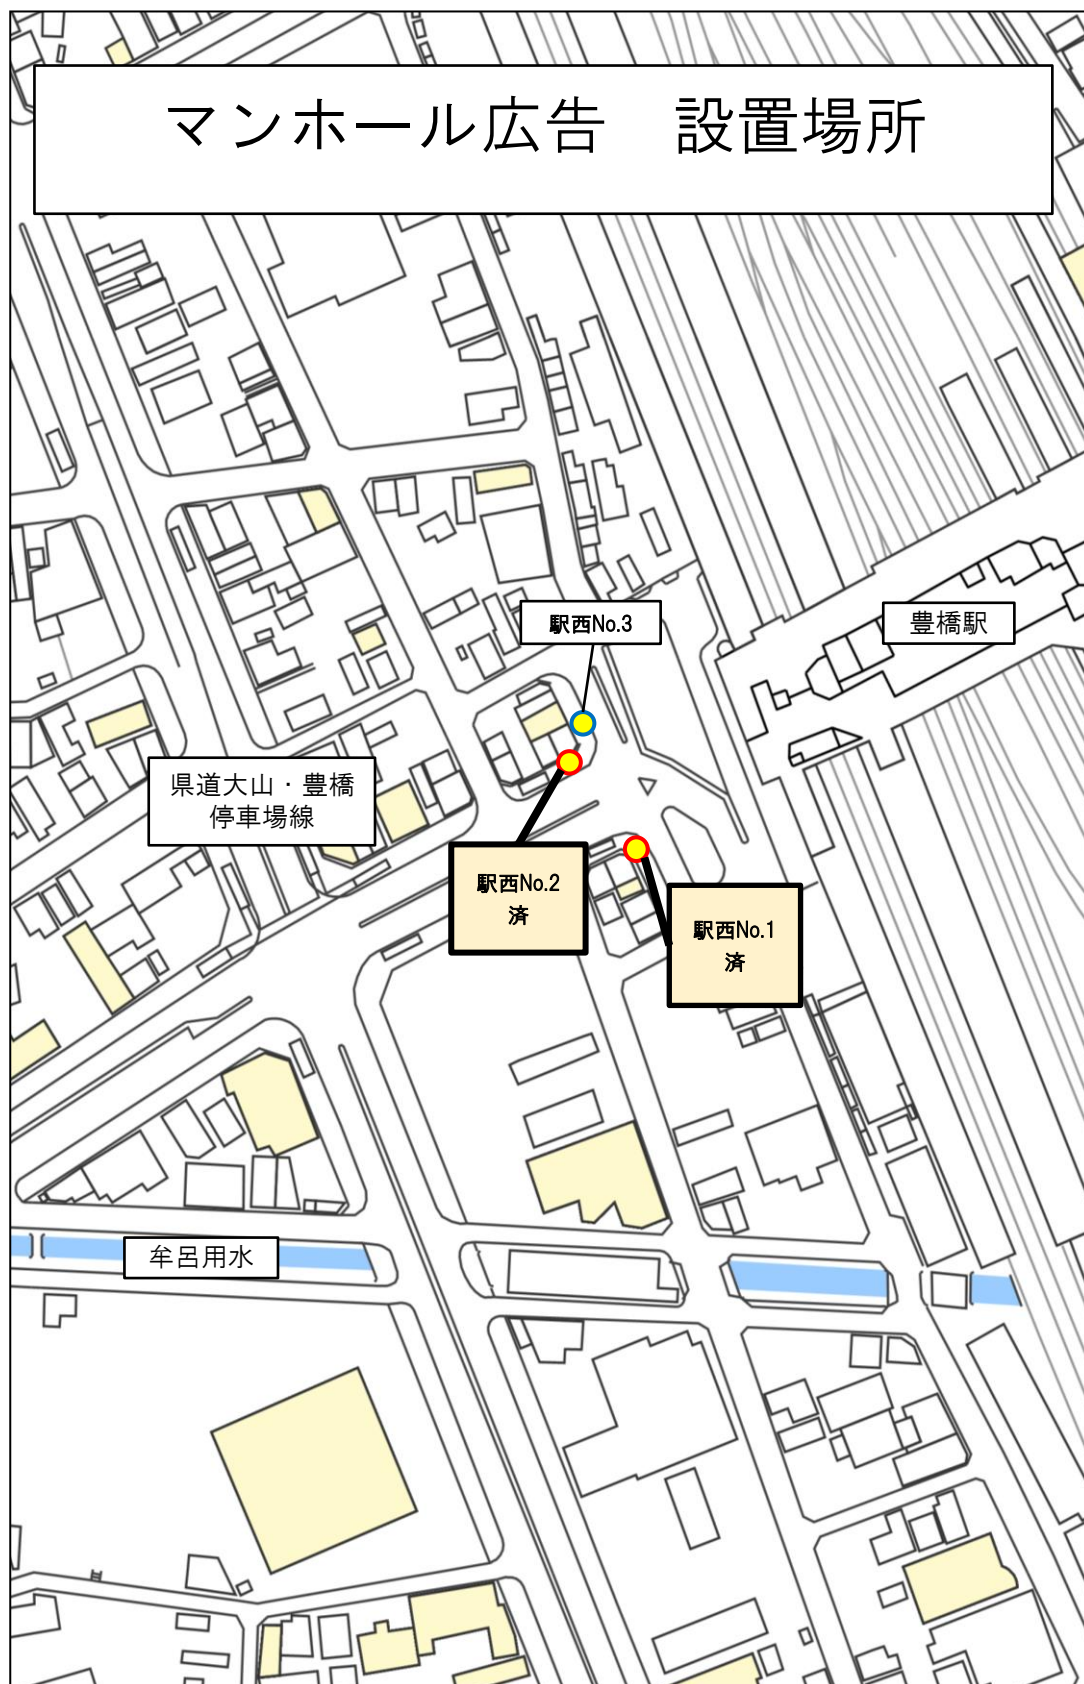 マンホール広告　設置場所
駅西No.3
豊橋駅
県道大山・豊橋
停車場線
駅西No.2
済
駅西No.1
済
牟呂用水